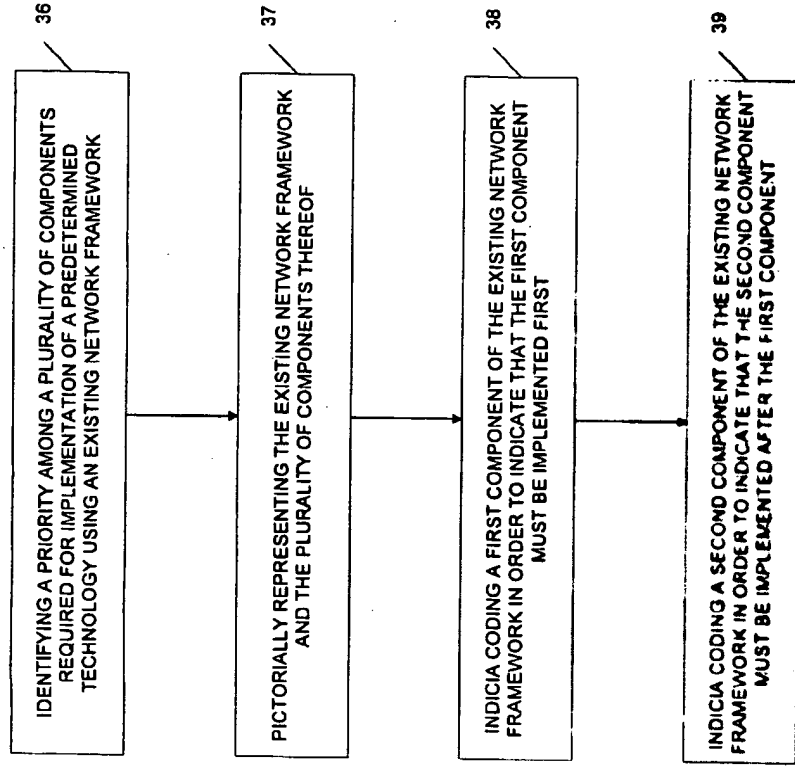 36
IDENTIFYING A PRIORITY AMONG A PLURALITY OF COMPONENTS
REQUIRED FOR IMPLEMENTATION OF A PREDETERMINED
TECHNOLOGY USING AN EXISTING NETWORK FRAMEWORK
37
PICTORIALLY REPRESENTING THE EXISTING NETWORK FRAMEWORK
AND THE PLURALITY OF COMPONENTS THEREOF
38
INDICIA CODING A FIRST COMPONENT OF THE EXISTING NETWORK
FRAMEWORK IN ORDER TO INDICATE THAT THE FIRST COMPONENT
MUST BE IMPLEMENTED FIRST
39
INDICIA CODING A SECOND COMPONENT OF THE EXISTING NETWORK
FRAMEWORK IN ORDER TO INDICATE THAT THE SECOND COMPONENT
MUST BE IMPLEMENTED AFTER THE FIRST COMPONENT